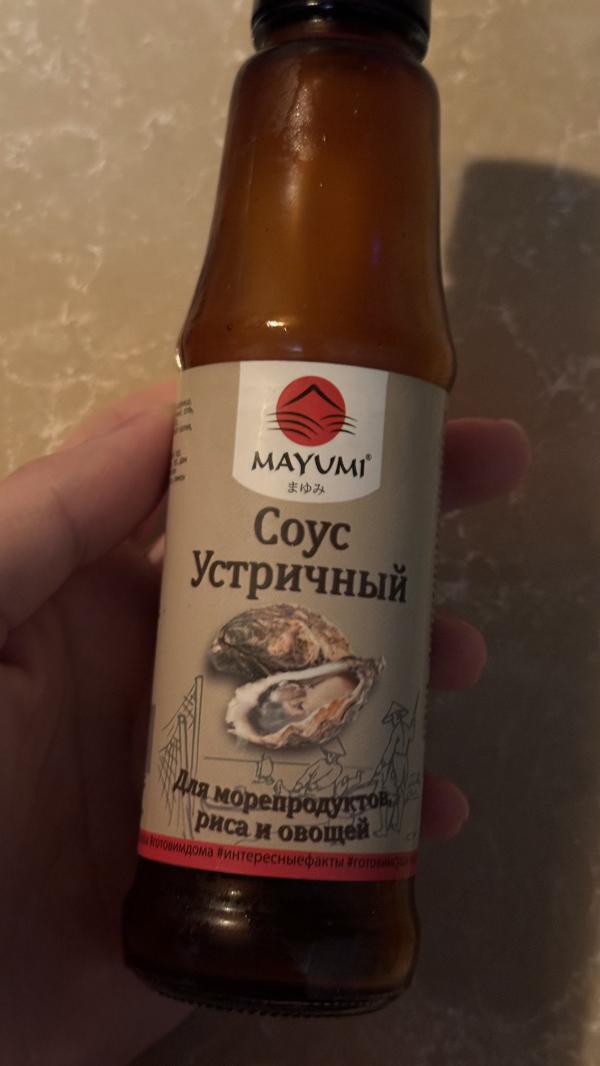 MAYUMI®
まゆみ
Соус
Устричный
Для морепродуктов,
риса и овощей
#готовимдома #интересныефакты